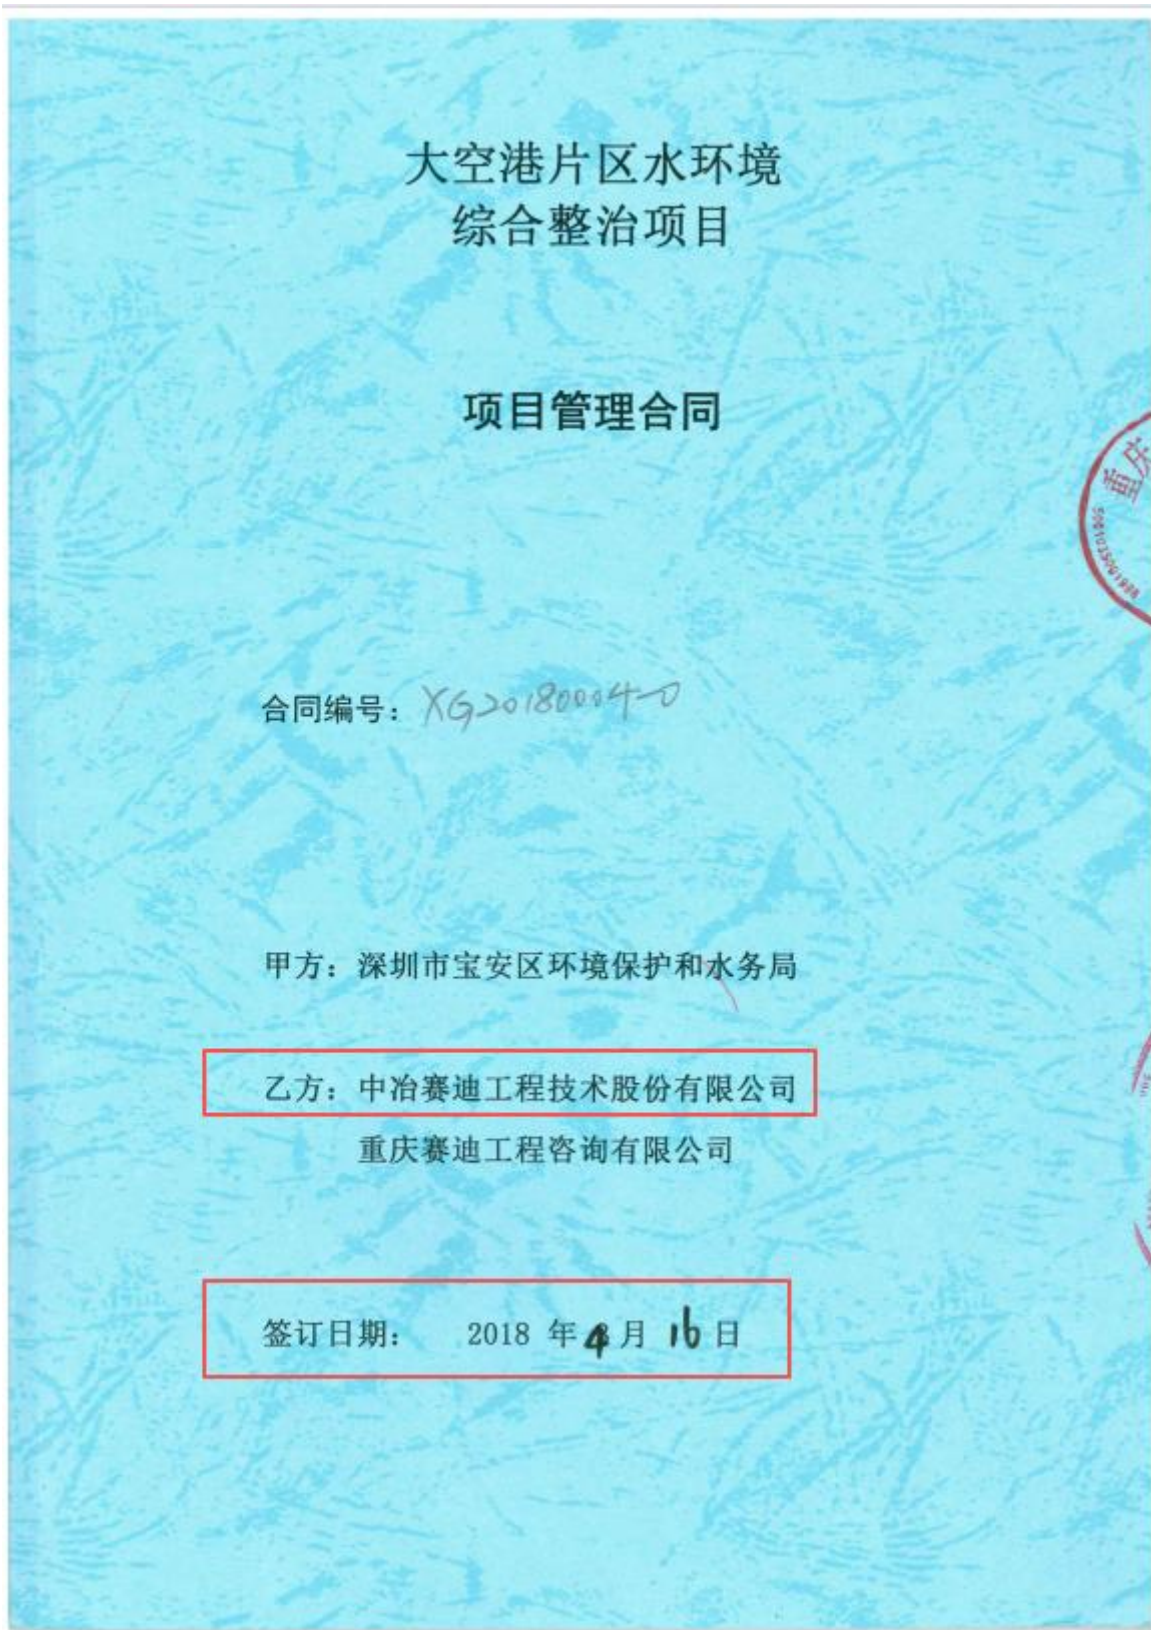 大空港片区水环境
综合整治项目
项目管理合同
重庆
合同编号：XG20180004-0
甲方：深圳市宝安区环境保护和水务局
乙方：中冶赛迪工程技术股份有限公司
重庆赛迪工程咨询有限公司
签订日期： 2018 年 4 月 16 日